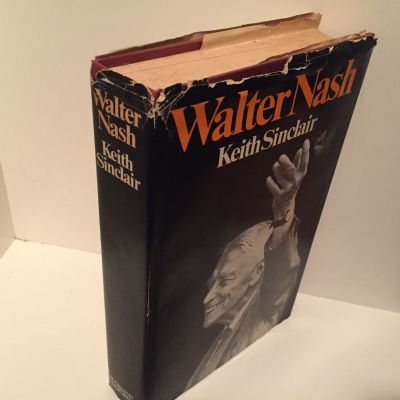 Walter
Nash
Keith
Sinclair
Walter Nash
Keith Sinclair